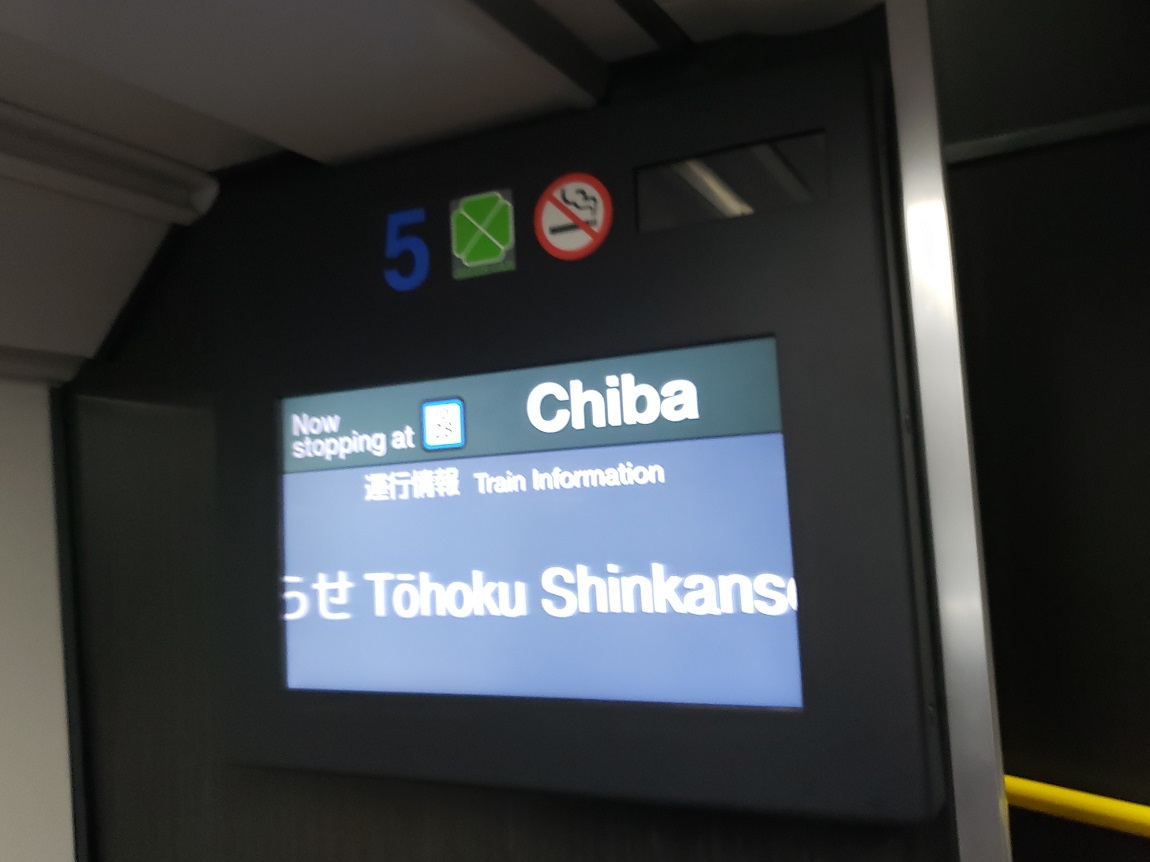 5
Now
stopping at
Chiba
運行情報 Train Information
らせ Tōhoku Shinkans